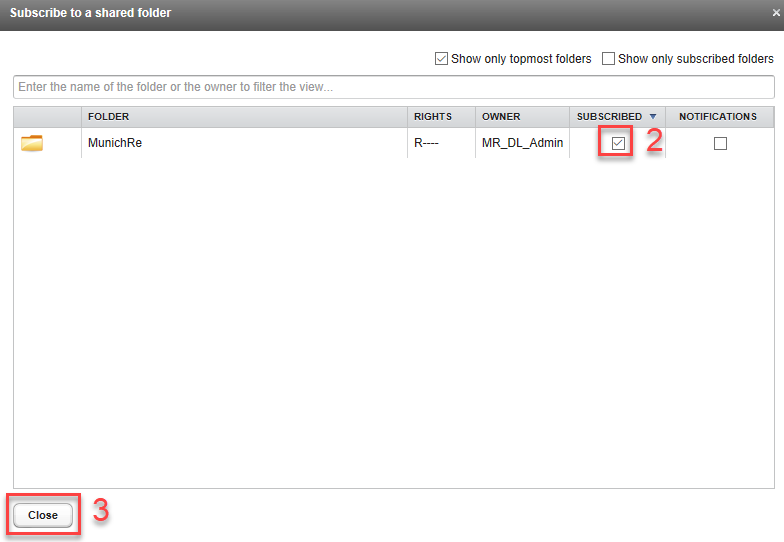 Subscribe to a shared folder ×
Show only topmost folders Show only subscribed folders
Enter the name of the folder or the owner to filter the view...
FOLDER RIGHTS OWNER SUBSCRIBED NOTIFICATIONS
MunichRe R---- MR_DL_Admin 2
Close 3